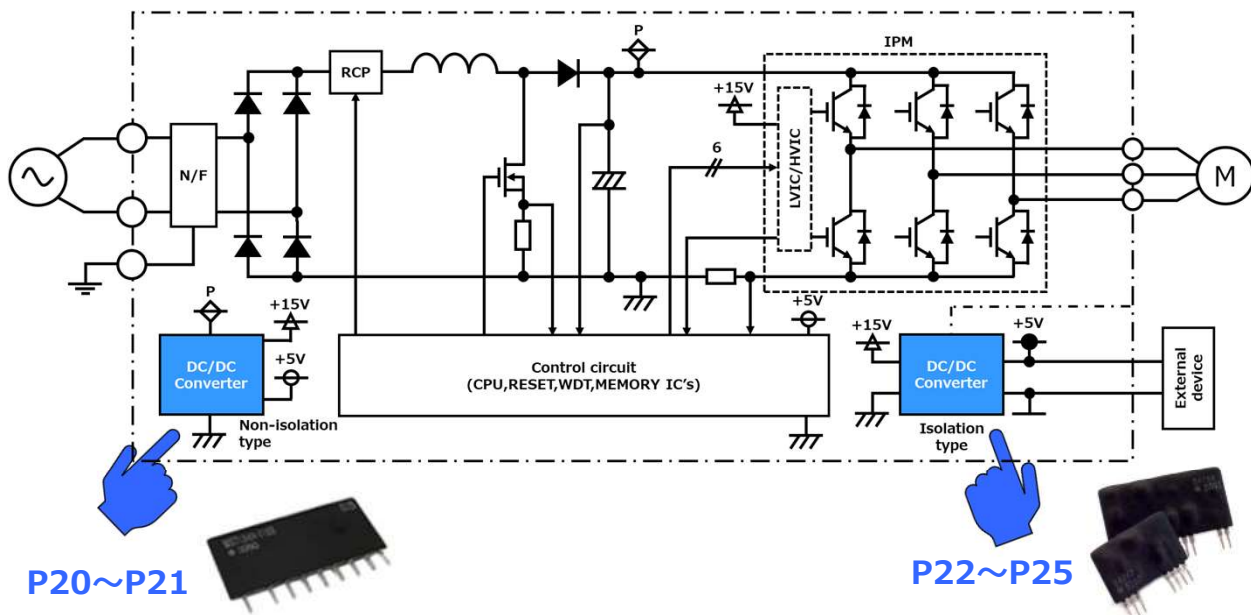 P
IPM
RCP
+15V
LVIC/HVIC
6
N/F
M
P
+15V
+5V
DC/DC
Converter
Non-isolation
type
Control circuit
(CPU,RESET,WDT,MEMORY IC’s)
+5V
+15V
DC/DC
Converter
+5V
Isolation
type
External
device
P20～P21
P22～P25